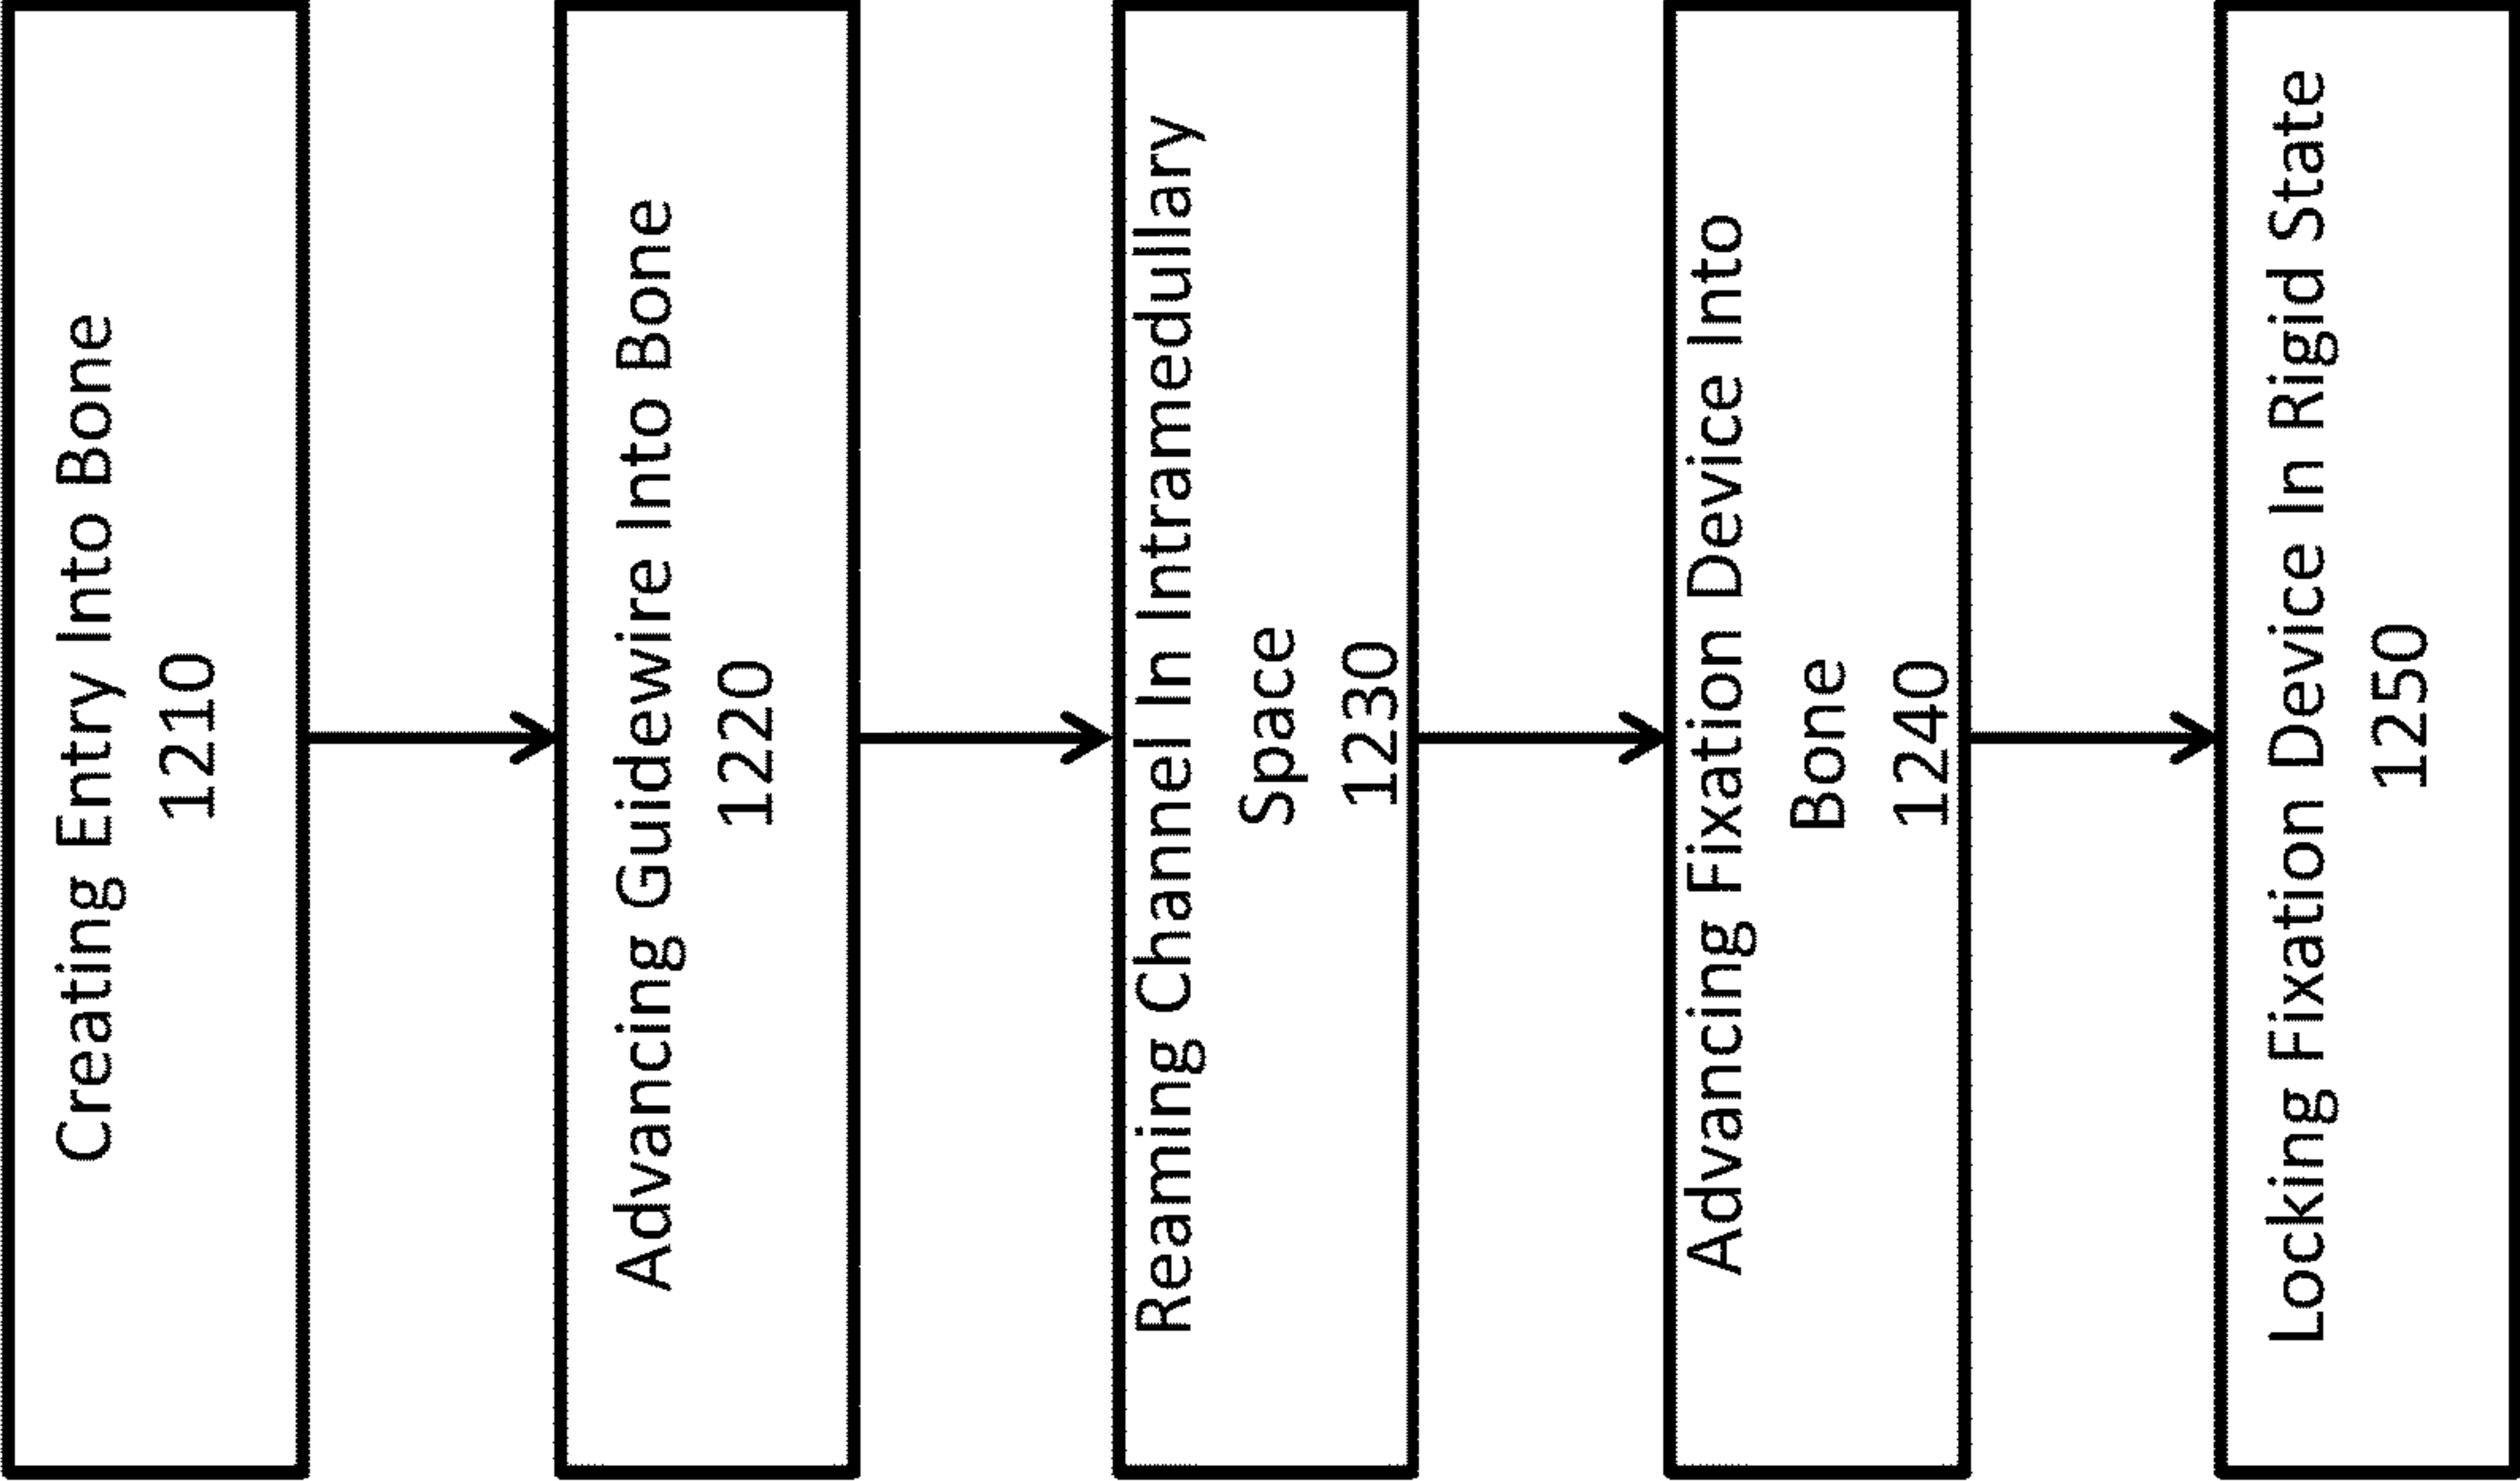 Creating Entry Into Bone
1210
Advancing Guidewire Into Bone
1220
Reaming Channel In Intramedullary
Space
1230
Advancing Fixation Device Into
Bone
1240
Locking Fixation Device In Rigid State
1250